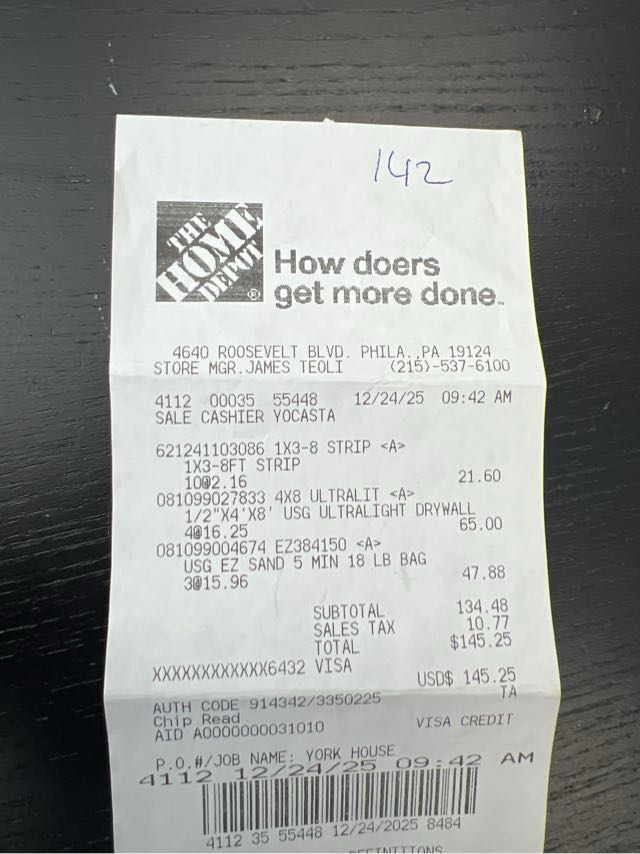 142
THE
HOME
DEPOT
®
How doers
get more done™
4640 ROOSEVELT BLVD. PHILA.,PA 19124
STORE MGR.JAMES TEOLI (215)-537-6100
4112 00035 55448 12/24/25 09:42 AM
SALE CASHIER YOCASTA
621241103086 1X3-8 STRIP <A>
1X3-8FT STRIP
10@2.16 21.60
081099027833 4X8 ULTRALIT <A>
1/2"X4'X8' USG ULTRALIGHT DRYWALL
4@16.25 65.00
081099004674 EZ384150 <A>
USG EZ SAND 5 MIN 18 LB BAG
3@15.96 47.88
SUBTOTAL 134.48
SALES TAX 10.77
TOTAL $145.25
XXXXXXXXXXXX6432 VISA
USD$ 145.25
TA
AUTH CODE 914342/3350225
Chip Read
AID A0000000031010 VISA CREDIT
P.O.#/JOB NAME: YORK HOUSE
4112 12/24/25 09:42 AM
4112 35 55448 12/24/2025 8484